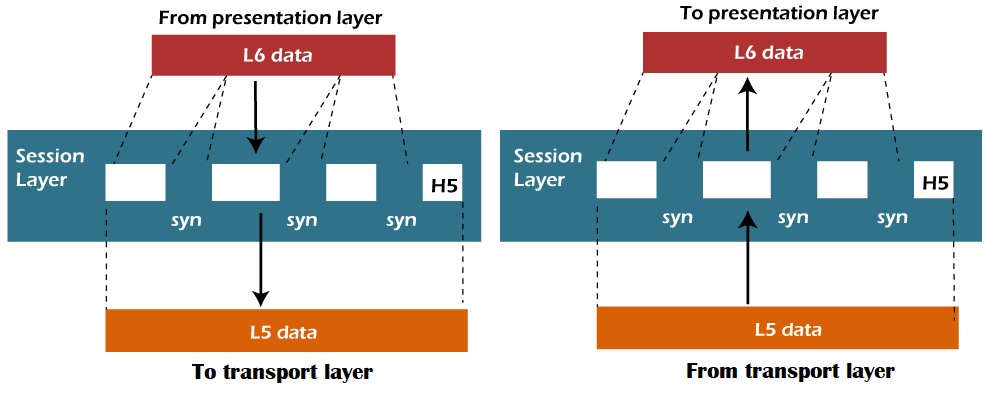 From presentation layer
L6 data
Session
Layer
H5
syn
syn
syn
L5 data
To transport layer
To presentation layer
L6 data
Session
Layer
H5
syn
syn
syn
L5 data
From transport layer